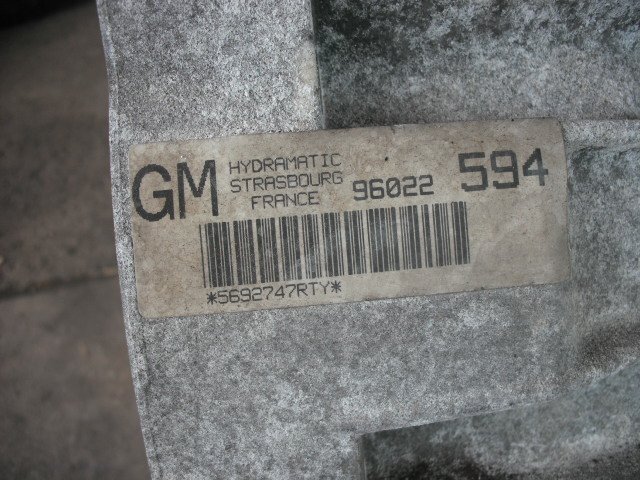 GM HYDRAMATIC
STRASBOURG
FRANCE 96022 594
*5692747RTY*